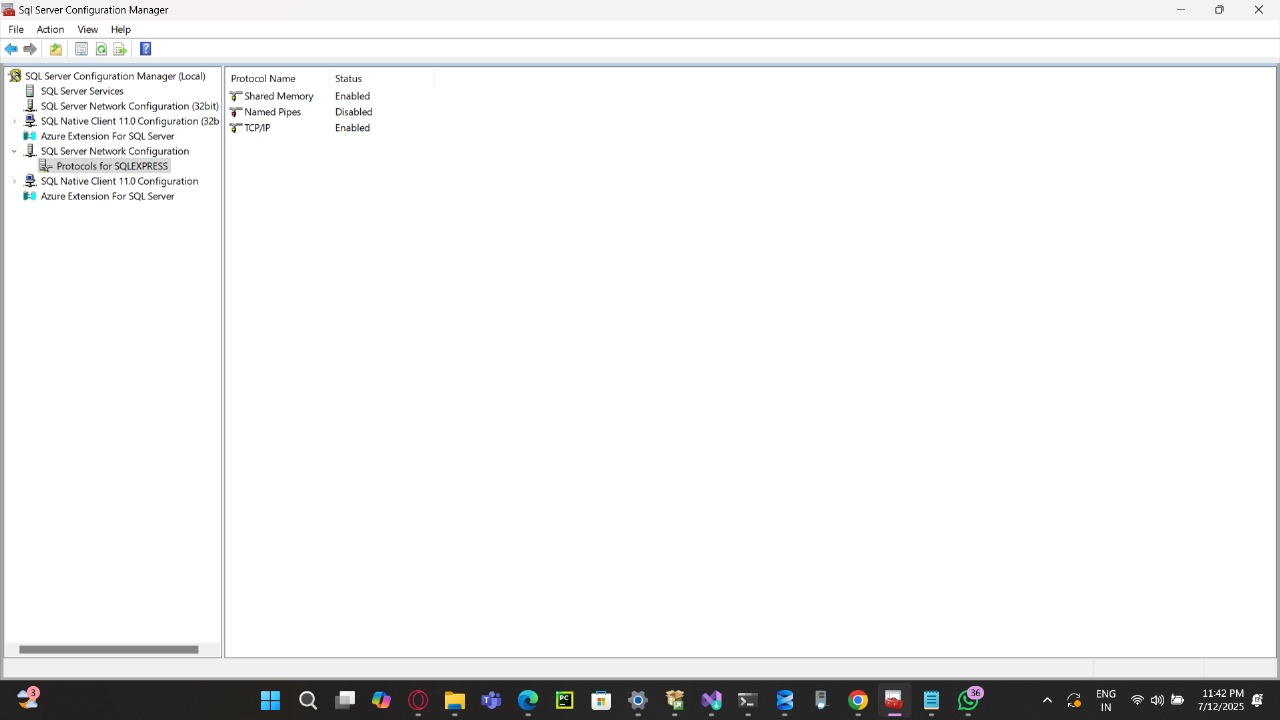 Sql Server Configuration Manager
File Action View Help
SQL Server Configuration Manager (Local)
SQL Server Services
SQL Server Network Configuration (32bit)
SQL Native Client 11.0 Configuration (32b
Azure Extension For SQL Server
SQL Server Network Configuration
Protocols for SQLEXPRESS
SQL Native Client 11.0 Configuration
Azure Extension For SQL Server
Protocol Name Status
Shared Memory Enabled
Named Pipes Disabled
TCP/IP Enabled
3
PC
36
ENG
IN
11:42 PM
7/12/2025